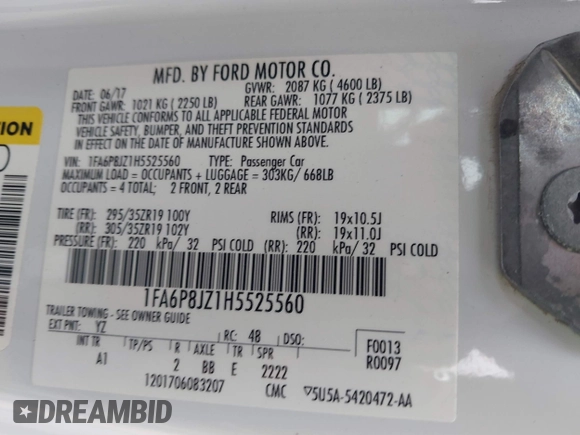 MFD. BY FORD MOTOR CO.
DATE: 06/17 GVWR: 2087 KG (4600 LB)
FRONT GAWR: 1021 KG (2250 LB) REAR GAWR: 1077 KG (2375 LB)
THIS VEHICLE CONFORMS TO ALL APPLICABLE FEDERAL MOTOR
VEHICLE SAFETY, BUMPER, AND THEFT PREVENTION STANDARDS
IN EFFECT ON THE DATE OF MANUFACTURE SHOWN ABOVE.
VIN: 1FA6P8JZ1H5525560 TYPE: Passenger Car
MAXIMUM LOAD = OCCUPANTS + LUGGAGE = 303KG/ 668LB
OCCUPANTS = 4 TOTAL; 2 FRONT, 2 REAR
TIRE (FR): 295/35ZR19 100Y RIMS (FR): 19x10.5J
(RR): 305/35ZR19 102Y (RR): 19x11.0J
PRESSURE (FR): 220 kPa/ 32 PSI COLD (RR): 220 kPa/ 32 PSI COLD
1FA6P8JZ1H5525560
TRAILER TOWING - SEE OWNER GUIDE
EXT PNT: YZ RC: 48 DSO: F0013
INT TR TP/PS R AXLE TR SPR R0097
A1 2 BB E 2222
1201706083207 CMC ▽5U5A-5420472-AA
DREAMBID